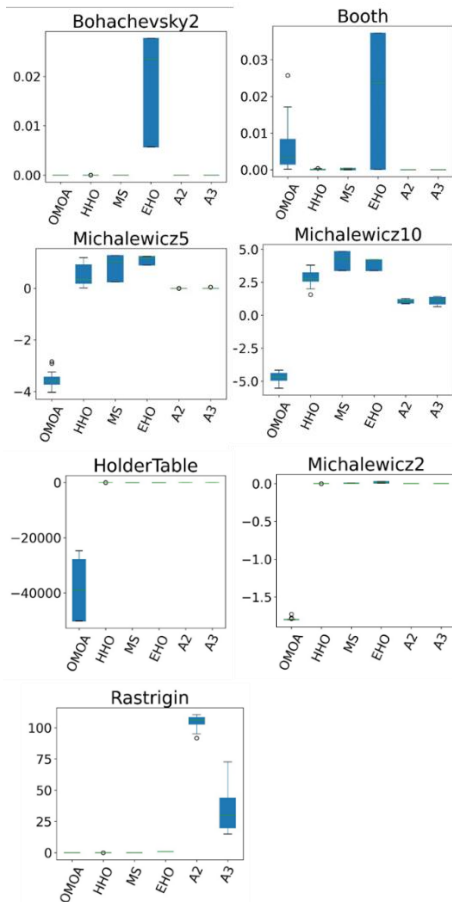 Bohachevsky2
0.02
0.01
0.00
OMOA HHO MS EHO A2 A3
Booth
0.03
0.02
0.01
0.00
OMOA HHO MS EHO A2 A3
Michalewicz5
0
−2
−4
OMOA HHO MS EHO A2 A3
Michalewicz10
5.0
2.5
0.0
−2.5
−5.0
OMOA HHO MS EHO A2 A3
HolderTable
0
−20000
−40000
OMOA HHO MS EHO A2 A3
Michalewicz2
0.0
−0.5
−1.0
−1.5
OMOA HHO MS EHO A2 A3
Rastrigin
100
75
50
25
0
OMOA HHO MS EHO A2 A3